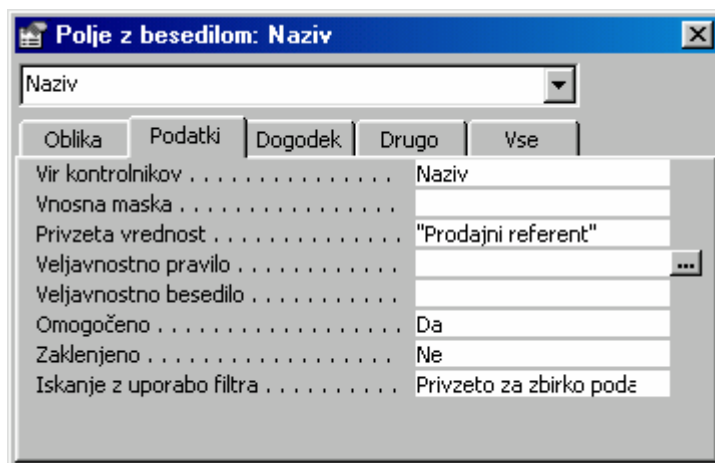 Polje z besedilom: Naziv
Naziv
Oblika Podatki Dogodek Drugo Vse
Vir kontrolnikov . . . . . . . . . . . . . . . . Naziv
Vnosna maska . . . . . . . . . . . . . . . . .
Privzeta vrednost . . . . . . . . . . . . . . . "Prodajni referent"
Veljavnostno pravilo . . . . . . . . . . . . ...
Veljavnostno besedilo . . . . . . . . . . .
Omogočeno . . . . . . . . . . . . . . . . . . . Da
Zaklenjeno . . . . . . . . . . . . . . . . . . . Ne
Iskanje z uporabo filtra . . . . . . . . . . Privzeto za zbirko poda